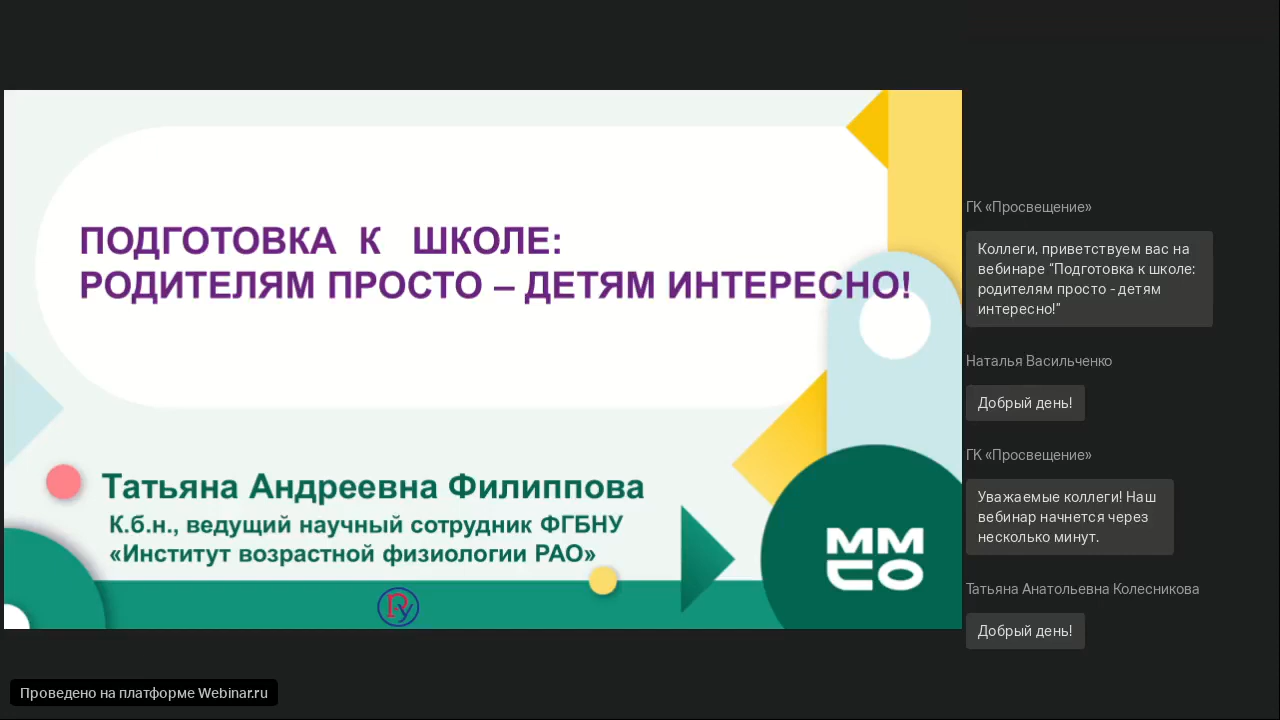 ПОДГОТОВКА К ШКОЛЕ:
РОДИТЕЛЯМ ПРОСТО – ДЕТЯМ ИНТЕРЕСНО!
Татьяна Андреевна Филиппова
К.б.н., ведущий научный сотрудник ФГБНУ
«Институт возрастной физиологии РАО»
ММ
СО
ГК «Просвещение»
Коллеги, приветствуем вас на
вебинаре "Подготовка к школе:
родителям просто - детям
интересно!"
Наталья Васильченко
Добрый день!
ГК «Просвещение»
Уважаемые коллеги! Наш
вебинар начнется через
несколько минут.
Татьяна Анатольевна Колесникова
Добрый день!
Проведено на платформе Webinar.ru